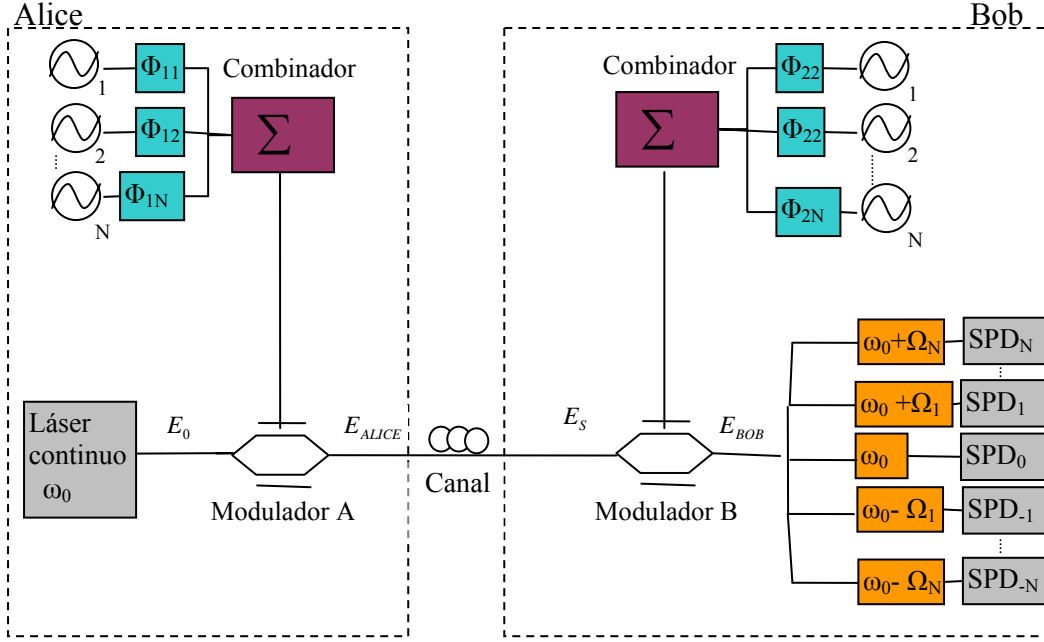 Alice
Bob
Φ11
1
Φ12
2
Φ1N
N
Combinador
Σ
Combinador
Σ
Φ22
1
Φ22
2
Φ2N
N
Láser
continuo
ω0
E0
Modulador A
EALICE
Canal
ES
Modulador B
EBOB
ω0+ΩN
SPDN
ω0 +Ω1
SPD1
ω0
SPD0
ω0- Ω1
SPD-1
ω0- ΩN
SPD-N